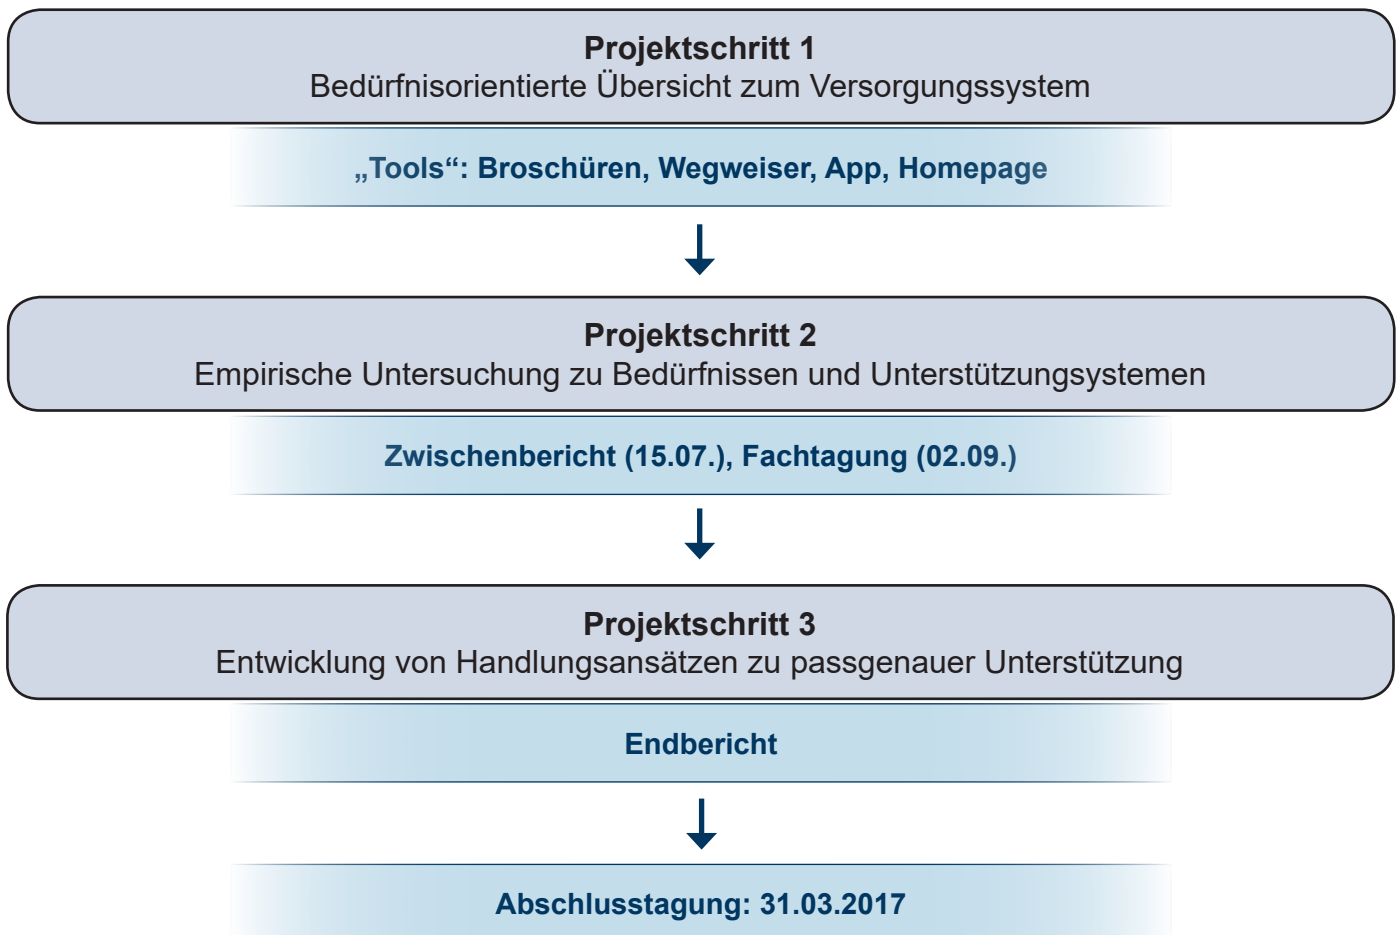 Projektschritt 1
Bedürfnisorientierte Übersicht zum Versorgungssystem
„Tools“: Broschüren, Wegweiser, App, Homepage
Projektschritt 2
Empirische Untersuchung zu Bedürfnissen und Unterstützungsystemen
Zwischenbericht (15.07.), Fachtagung (02.09.)
Projektschritt 3
Entwicklung von Handlungsansätzen zu passgenauer Unterstützung
Endbericht
Abschlusstagung: 31.03.2017